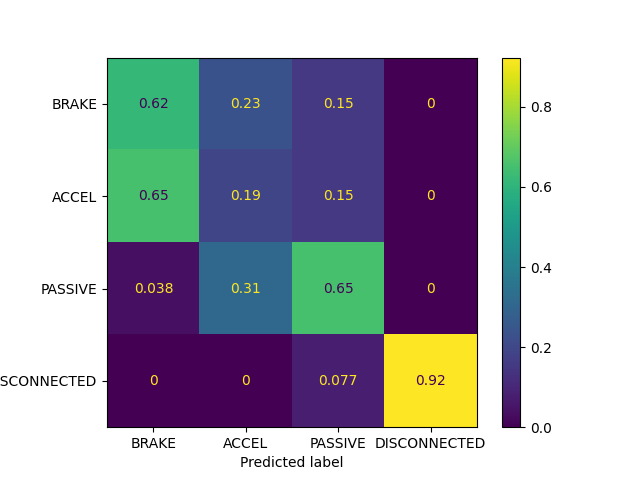 BRAKE 0.62 0.23 0.15 0 0.8
ACCEL 0.65 0.19 0.15 0 0.6
PASSIVE 0.038 0.31 0.65 0 0.4
SCONNECTED 0 0 0.077 0.92 0.2
BRAKE ACCEL PASSIVE DISCONNECTED 0.0
Predicted label